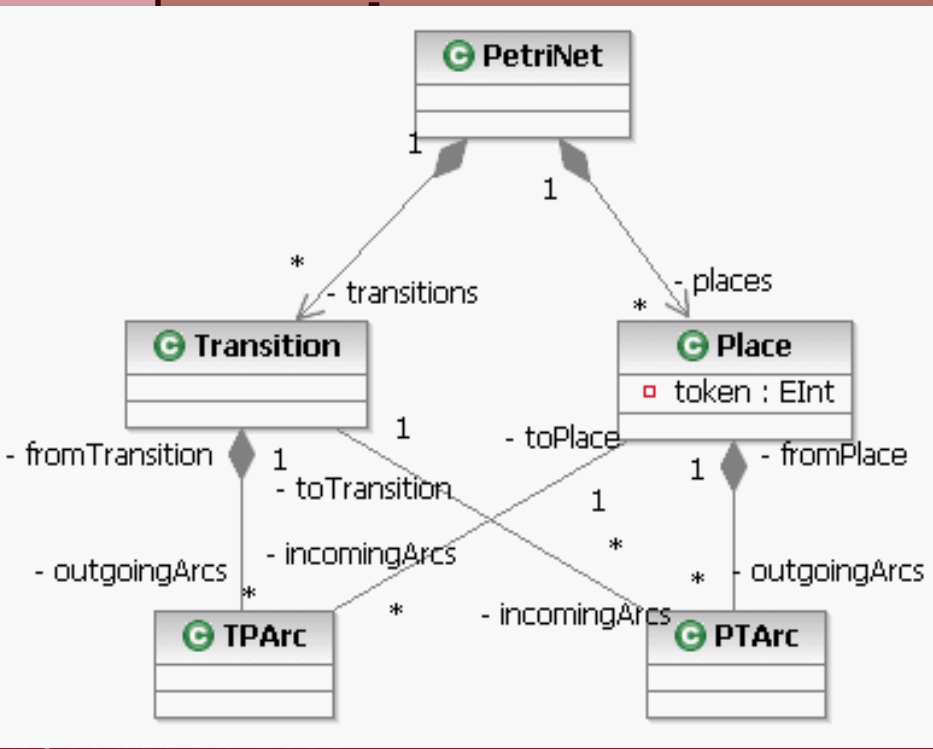 C PetriNet
1
1
*
- transitions
- places
*
C Transition
C Place
token : EInt
- fromTransition
1
1
- toTransition
- toPlace
1
1
- fromPlace
- outgoingArcs
*
- incomingArcs
*
*
- incomingArcs
*
- outgoingArcs
C TPArc
C PTArc